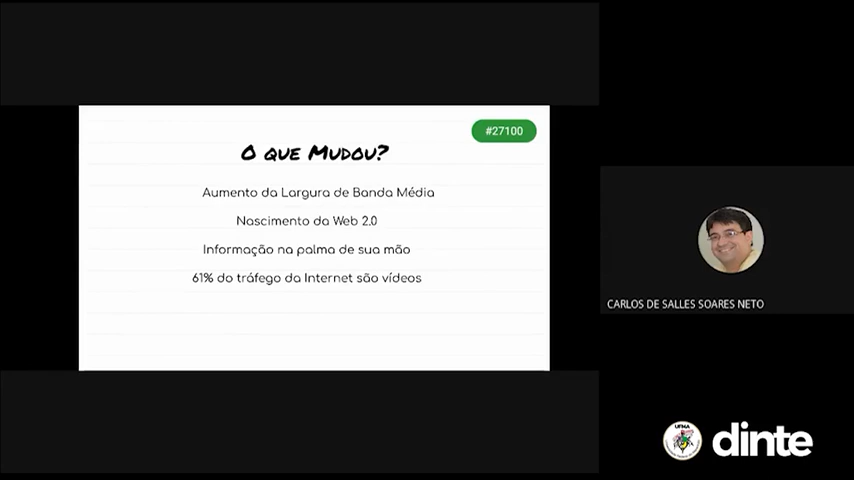 #27100
O QUE MUDOU?
Aumento da Largura de Banda Média
Nascimento da Web 2.0
Informação na palma de sua mão
61% do tráfego da Internet são vídeos
CARLOS DE SALLES SOARES NETO
UFMA
dinte